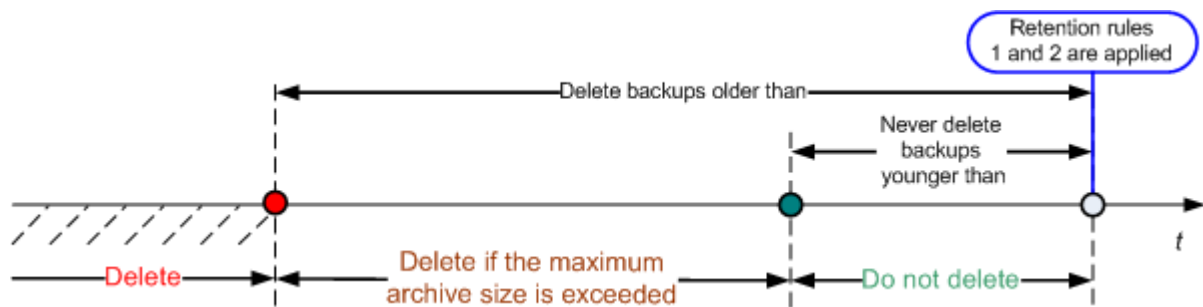 Retention rules
1 and 2 are applied
Delete backups older than
Never delete
backups
younger than
t
Delete
Delete if the maximum
archive size is exceeded
Do not delete